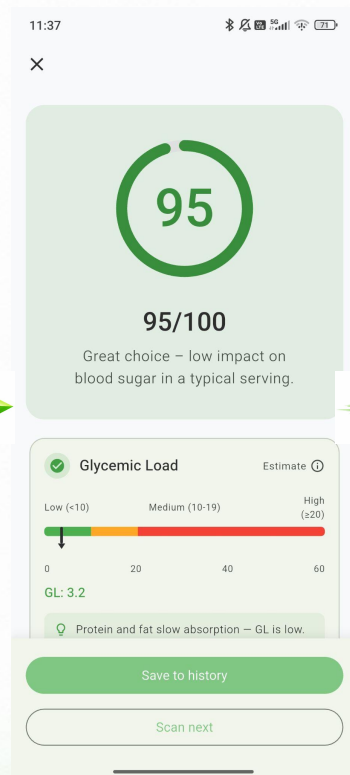 11:37
5G
71
95
95/100
Great choice – low impact on
blood sugar in a typical serving.
Glycemic Load
Estimate
Low (<10)
Medium (10-19)
High
(≥20)
0
20
40
60
GL: 3.2
Protein and fat slow absorption — GL is low.
Save to history
Scan next